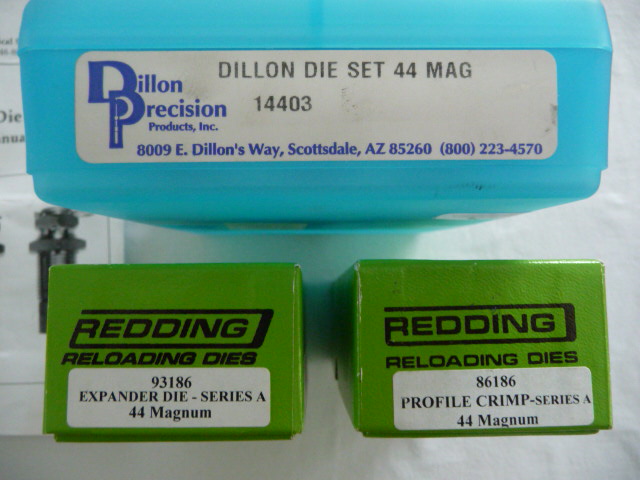 DILLON DIE SET 44 MAG
Dillon
Precision
Products, Inc.
14403
8009 E. Dillon's Way, Scottsdale, AZ 85260 (800) 223-4570
Die
REDDING
RELOADING DIES
93186
EXPANDER DIE - SERIES A
44 Magnum
REDDING
RELOADING DIES
86186
PROFILE CRIMP-SERIES A
44 Magnum